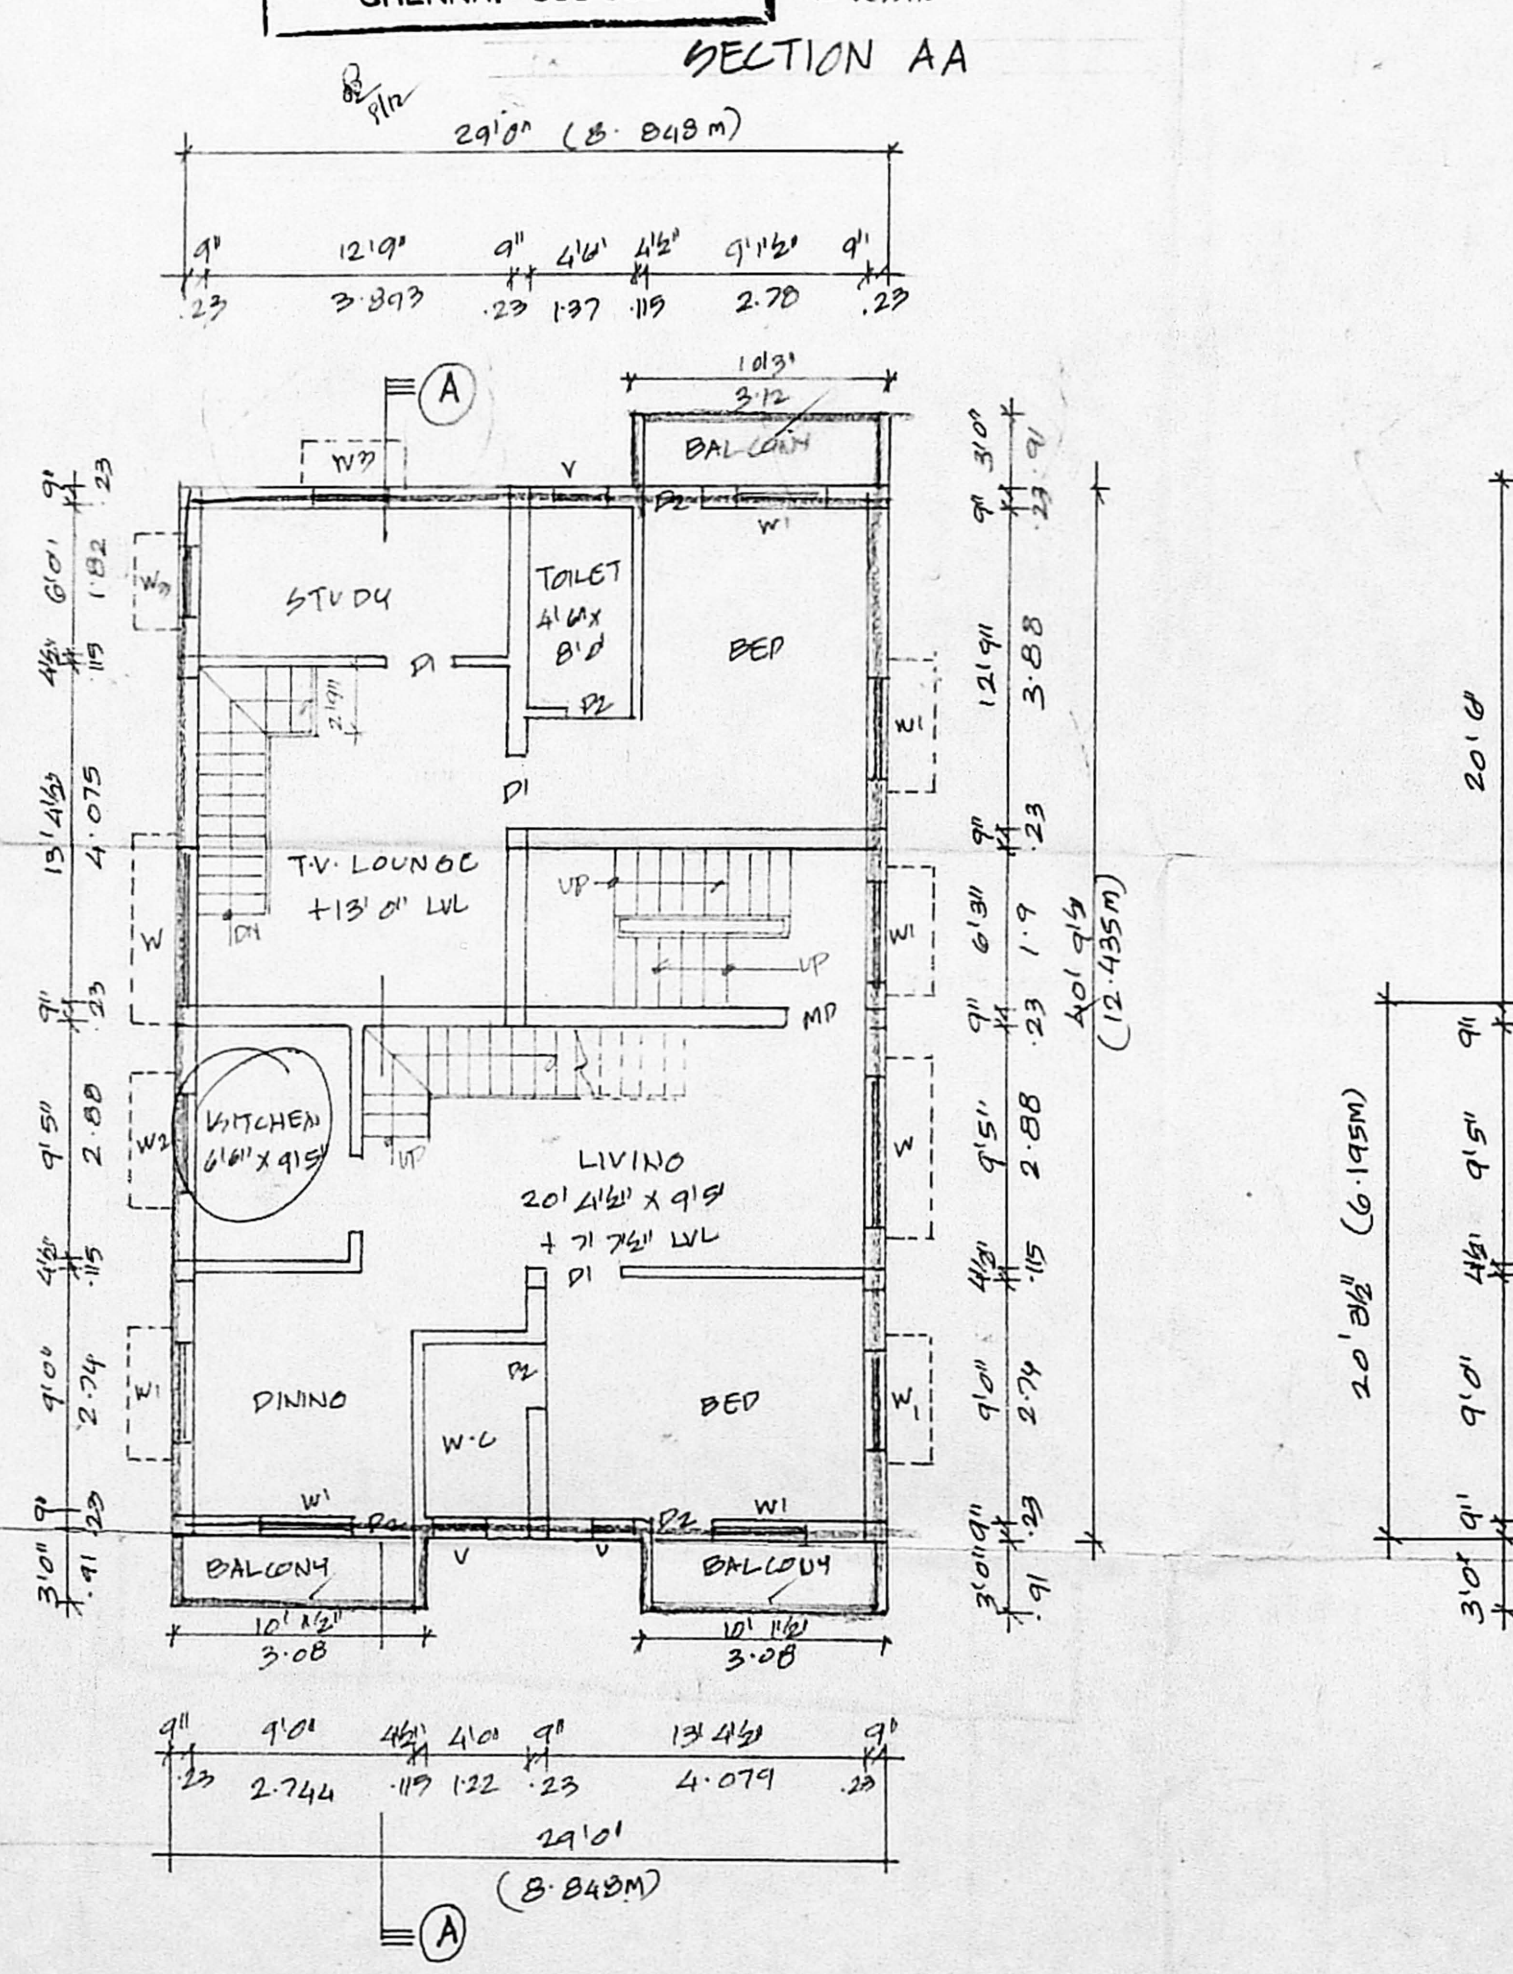 SECTION AA
8/12
29'0" (8.848M)
9" 12'9" 9" 4'6" 4½" 9'1½" 9"
.23 3.893 .23 1.37 .115 2.78 .23
10'3"
3.12
A
BALCONY
W3 V D2 W1
3'0" .91
9" .23
9" .23
6'0" 1.82
W3
STUDY
TOILET
4'6" X
8'0"
BED
12'9" 3.88
4½" .115
D1
D2
2'9"
W1
20'6"
13'4½" 4.075
D1
9" .23
T.V. LOUNGE
+13'0" LVL
UP
DN
W
W1
6'3" 1.9
40'9½"
(12.435M)
UP
9" .23
MD
9" .23
9"
KITCHEN
6'6" X 9'5"
W2
9'5" 2.88
UP
LIVING
20'4½" X 9'5"
+7'7½" LVL
W
9'5" 2.88
9'5"
20'3½" (6.195M)
4½" .115
D1
4½" .115
4½"
9'0" 2.74
W1
DINING
D2
W.C
BED
W1
9'0" 2.74
9'0"
9" .23
W1 D2 V V D2 W1
9" .23
9"
3'0" .91
BALCONY
BALCONY
3'0" .91
3'0"
10'1½"
3.08
10'1½"
3.08
9" 9'0" 4½" 4'0" 9" 13'4½" 9"
.23 2.744 .115 1.22 .23 4.079 .23
29'0"
(8.848M)
A